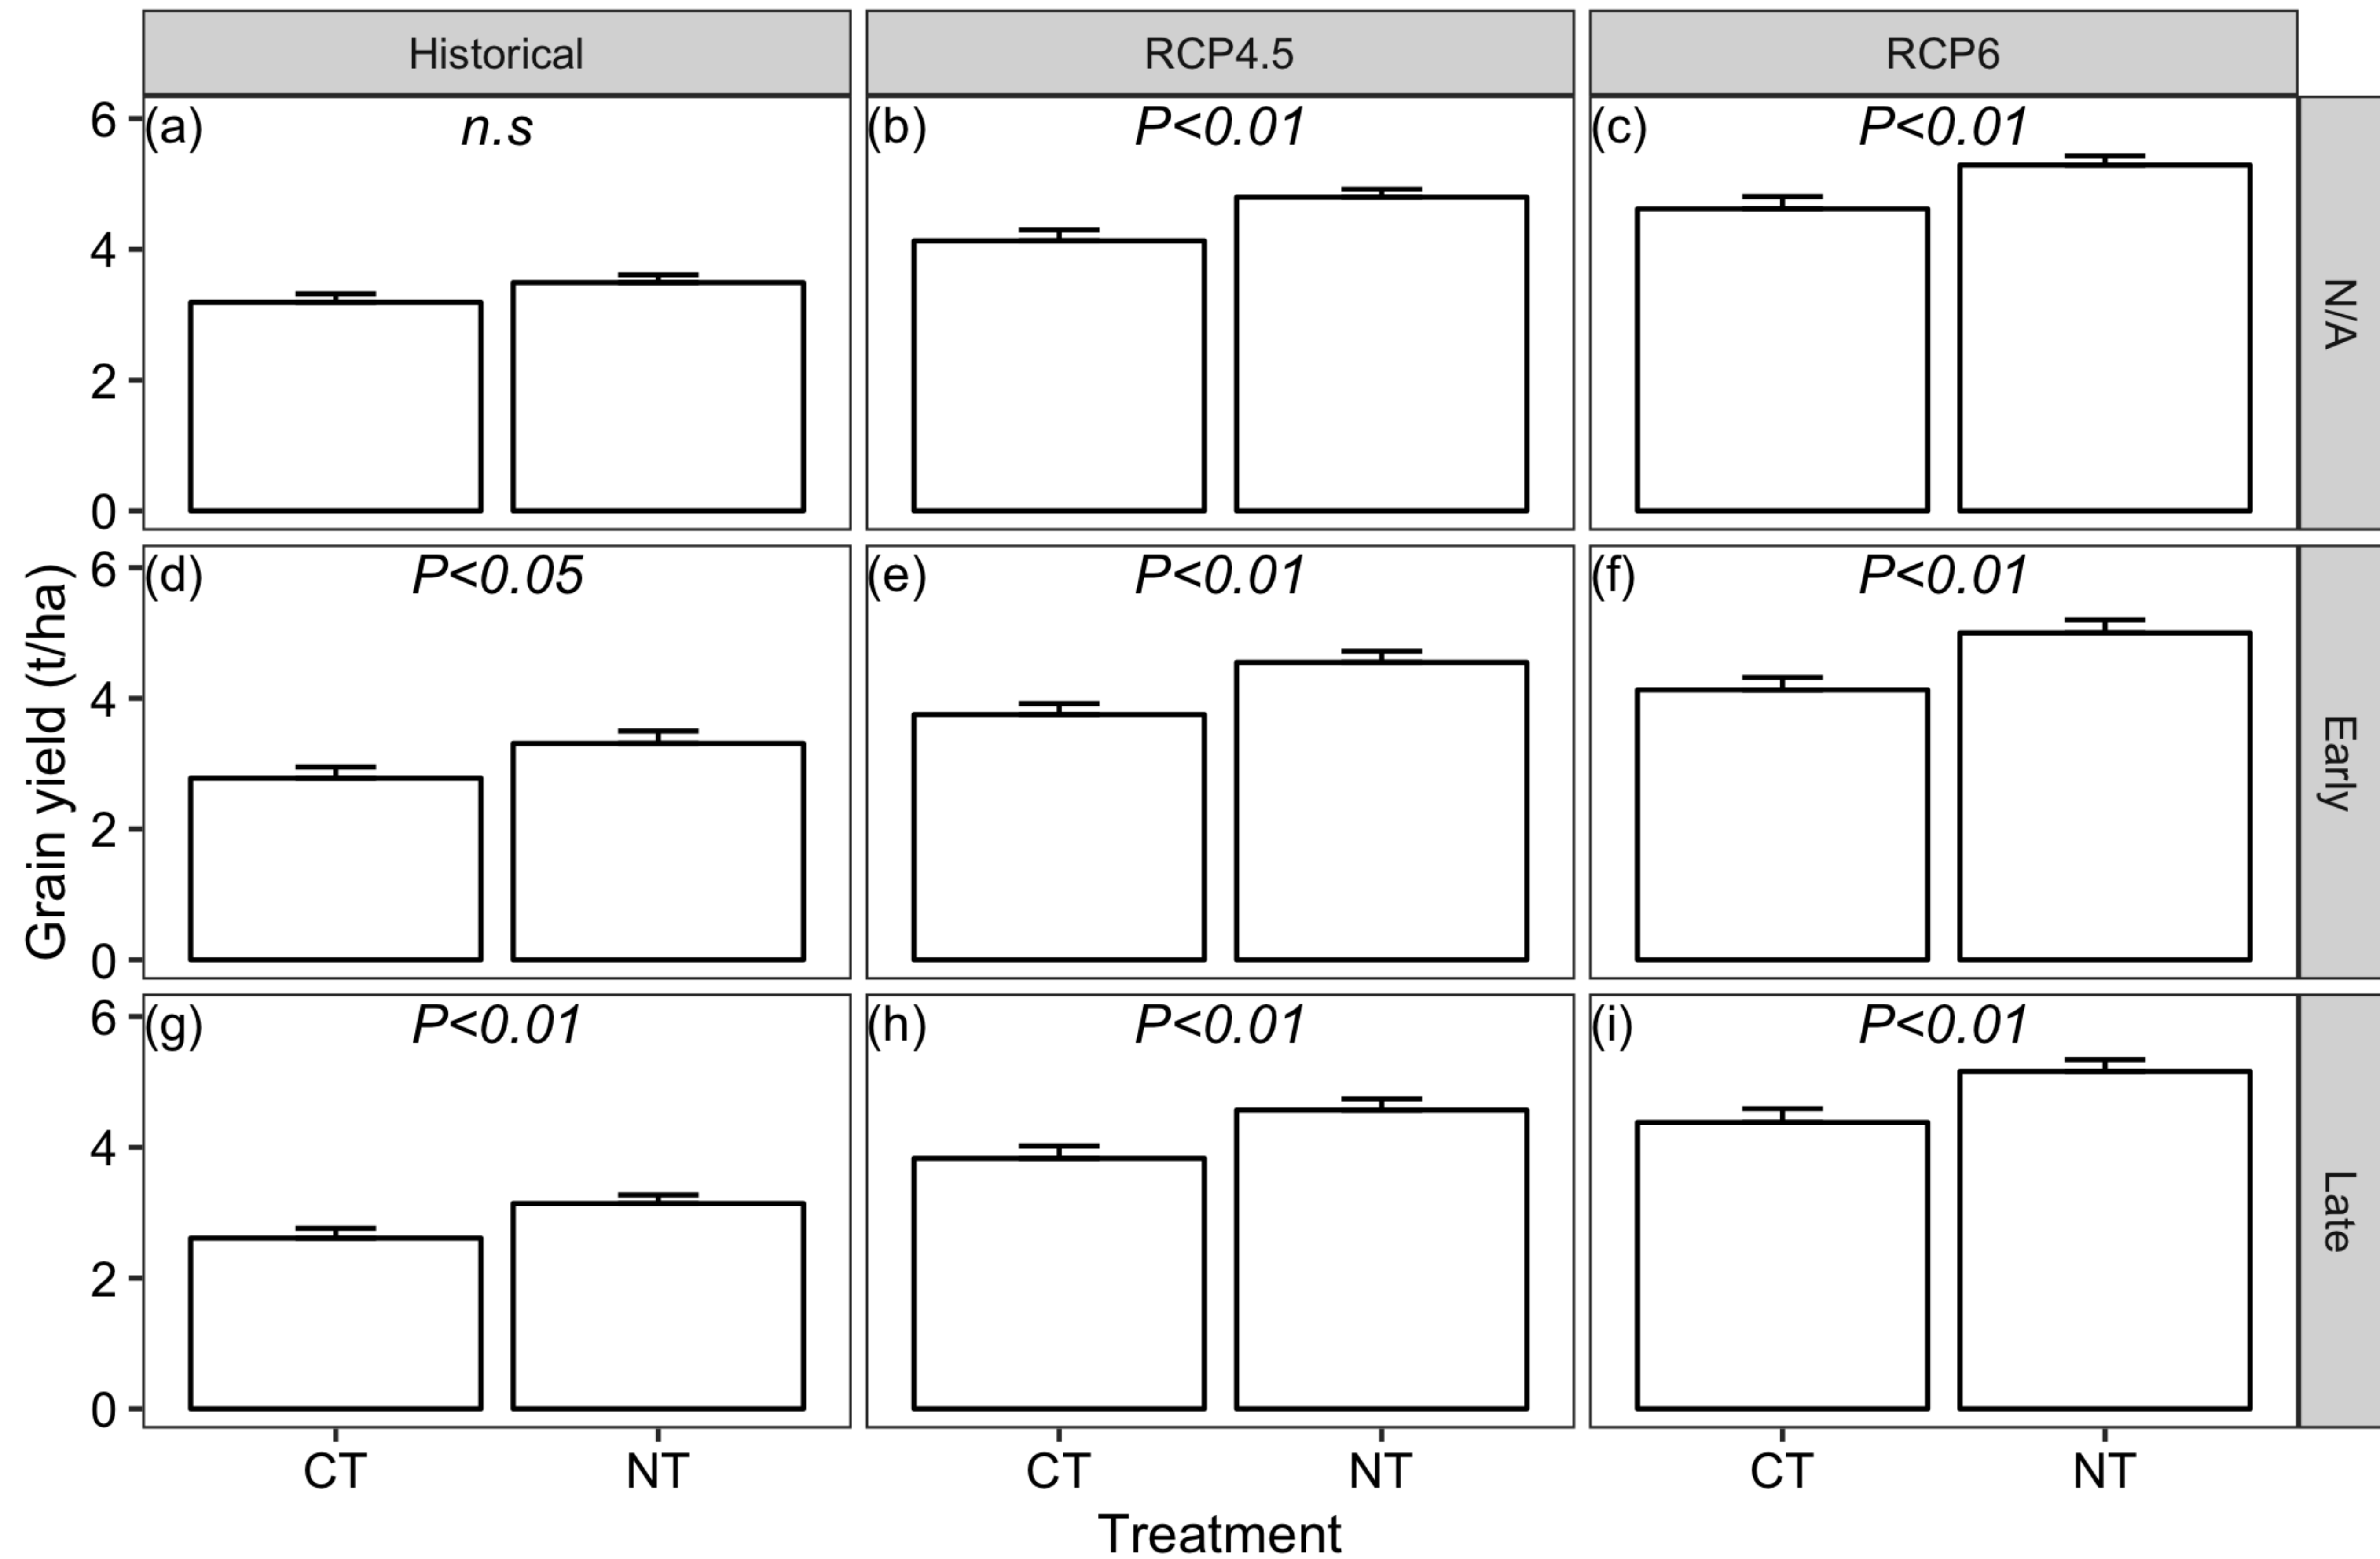 Historical
RCP4.5
RCP6
6
(a)
n.s
(b)
P<0.01
(c)
P<0.01
4
2
0
N/A
6
(d)
P<0.05
(e)
P<0.01
(f)
P<0.01
4
2
0
Early
6
(g)
P<0.01
(h)
P<0.01
(i)
P<0.01
4
2
0
Late
Grain yield (t/ha)
CT
NT
CT
NT
CT
NT
Treatment